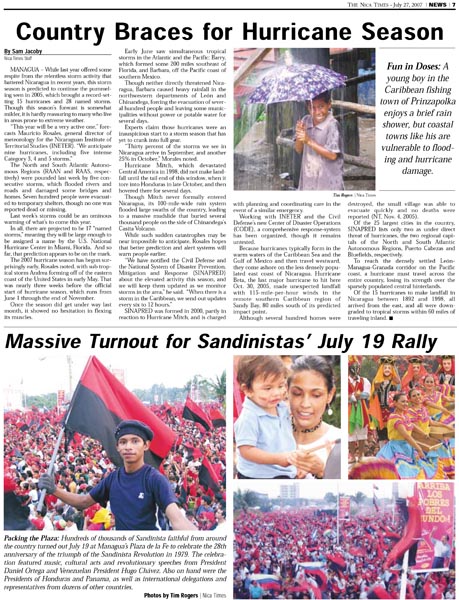 THE NICA TIMES - July 27, 2007 | NEWS | 7
Country Braces for Hurricane Season
By Sam Jacoby
Nica Times Staff
MANAGUA – While last year offered some
respite from the relentless storm activity that
battered Nicaragua in recent years, this storm
season is predicted to continue the pummel-
ing seen in 2005, which brought a record-set-
ting 15 hurricanes and 28 named storms.
Though this season's forecast is somewhat
milder, it is hardly reassuring to many who live
in areas prone to extreme weather.
"This year will be a very active one," fore-
casts Mauricio Rosales, general director of
meteorology for the Nicaraguan Institute of
Territorial Studies (INETER). "We anticipate
nine hurricanes, including five intense
Category 3, 4 and 5 storms."
The North and South Atlantic Autono-
mous Regions (RAAN and RAAS, respec-
tively) were pounded last week by five con-
secutive storms, which flooded rivers and
roads and damaged some bridges and
homes. Seven hundred people were evacuat-
ed to temporary shelters, though no one was
reported dead or missing.
Last week's storms could be an ominous
warning of what's to come this year.
In all, there are projected to be 17 "named
storms," meaning they will be large enough to
be assigned a name by the U.S. National
Hurricane Center in Miami, Florida. And so
far, that prediction appears to be on the mark.
The 2007 hurricane season has begun sur-
prisingly early, Rosales noted, with sub-trop-
ical storm Andrea forming off of the eastern
coast of the United States in early May. That
was nearly three weeks before the official
start of hurricane season, which runs from
June 1 through the end of November.
Once the season did get under way last
month, it showed no hesitation in flexing
its muscles.
Early June saw simultaneous tropical
storms in the Atlantic and the Pacific: Barry,
which formed some 200 miles southeast of
Florida, and Barbara, off the Pacific coast of
southern Mexico.
Though neither directly threatened Nica-
ragua, Barbara caused heavy rainfall in the
northwestern departments of León and
Chinandega, forcing the evacuation of sever-
al hundred people and leaving some munic-
ipalities without power or potable water for
several days.
Experts claim those hurricanes were an
inauspicious start to a storm season that has
yet to crank into full gear.
"Thirty percent of the storms we see in
Nicaragua arrive in September, and another
25% in October," Morales noted.
Hurricane Mitch, which devastated
Central America in 1998, did not make land-
fall until the tail end of this window, when it
tore into Honduras in late October, and then
hovered there for several days.
Though Mitch never formally entered
Nicaragua, its 100-mile-wide rain system
flooded large swaths of the country, leading
to a massive mudslide that buried several
thousand people on the side of Chinandega's
Casita Volcano.
While such sudden catastrophes may be
near impossible to anticipate, Rosales hopes
that better prediction and alert systems will
warn people earlier.
"We have notified the Civil Defense and
the National System of Disaster Prevention,
Mitigation and Response (SINAPRED)
about the elevated activity this season, and
we will keep them updated as we monitor
storms in the area," he said. "When there is a
storm in the Caribbean, we send out updates
every six to 12 hours."
SINAPRED was formed in 2000, partly in
reaction to Hurricane Mitch, and is charged
Tim Rogers | Nica Times
Fun in Doses: A
young boy in the
Caribbean fishing
town of Prinzapolka
enjoys a brief rain
shower, but coastal
towns like his are
vulnerable to flood-
ing and hurricane
damage.
with planning and coordinating care in the
event of a similar emergency.
Working with INETER and the Civil
Defense's new Center of Disaster Operations
(CODE), a comprehensive response-system
has been organized, though it remains
untested.
Because hurricanes typically form in the
warm waters of the Caribbean Sea and the
Gulf of Mexico and then travel westward,
they come ashore on the less densely popu-
lated east coast of Nicaragua. Hurricane
Beta, the last major hurricane to hit here
Oct. 30, 2005, made unexpected landfall
with 115-mile-per-hour winds in the
remote southern Caribbean region of
Sandy Bay, 80 miles south of its predicted
impact point.
Although several hundred homes were
destroyed, the small village was able to
evacuate quickly and no deaths were
reported (NT, Nov. 4, 2005).
Of the 25 largest cities in the country,
SINAPRED lists only two as under direct
threat of hurricanes, the two regional capi-
tals of the North and South Atlantic
Autonomous Regions, Puerto Cabezas and
Bluefields, respectively.
To reach the densely settled León-
Managua-Granada corridor on the Pacific
coast, a hurricane must travel across the
entire country, losing its strength over the
sparsely populated central hinterlands.
Of the 15 hurricanes to make landfall in
Nicaragua between 1892 and 1998, all
arrived from the east, and all were down-
graded to tropical storms within 60 miles of
traveling inland. ■
Massive Turnout for Sandinistas' July 19 Rally
ARRIBA
LOS
POBRES
DEL
MUNDO!
Packing the Plaza: Hundreds of thousands of Sandinista faithful from around
the country turned out July 19 at Managua's Plaza de la Fe to celebrate the 28th
anniversary of the triumph of the Sandinista Revolution in 1979. The celebra-
tion featured music, cultural acts and revolutionary speeches from President
Daniel Ortega and Venezuelan President Hugo Chávez. Also on hand were the
Presidents of Honduras and Panama, as well as international delegations and
representatives from dozens of other countries.
Photos by Tim Rogers | Nica Times